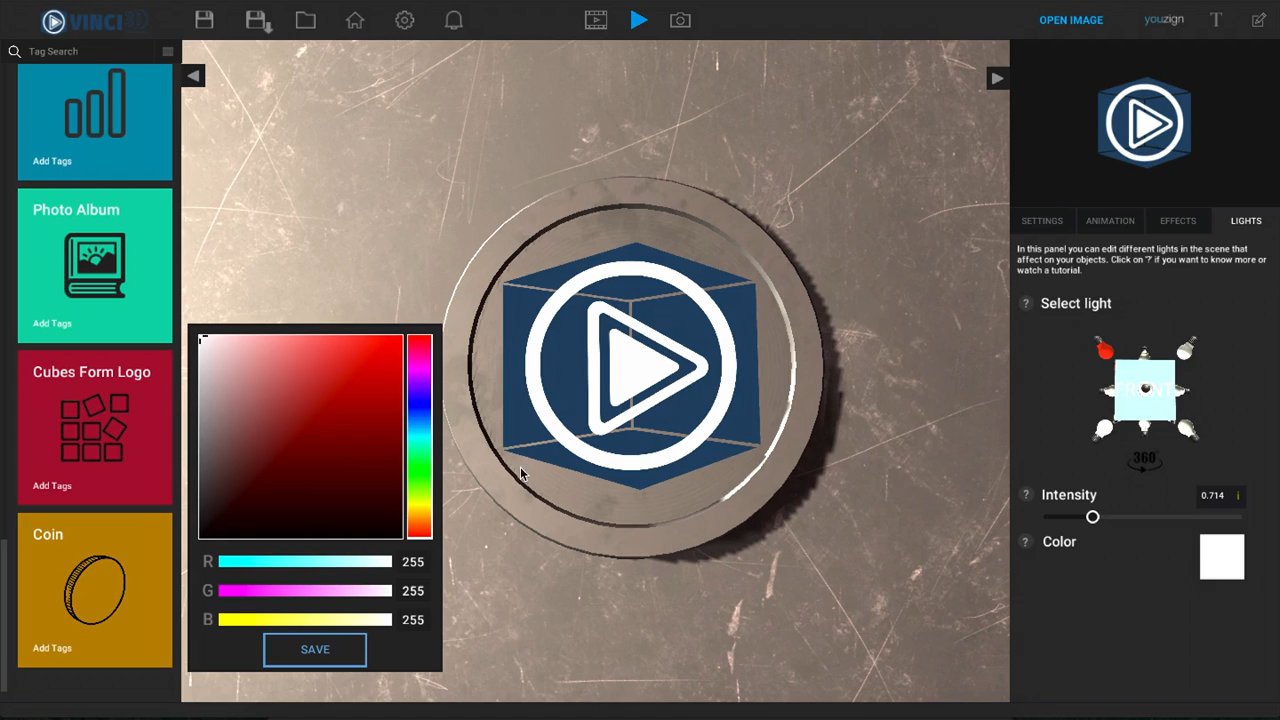 VINCI3D
OPEN IMAGE
youzign
T
Tag Search
Add Tags
Photo Album
Add Tags
Cubes Form Logo
Add Tags
Coin
Add Tags
R 255
G 255
B 255
SAVE
SETTINGS ANIMATION EFFECTS LIGHTS
In this panel you can edit different lights in the scene that
affect on your objects. Click on '?' if you want to know more or
watch a tutorial.
? Select light
FRONT
360
? Intensity 0.714
? Color